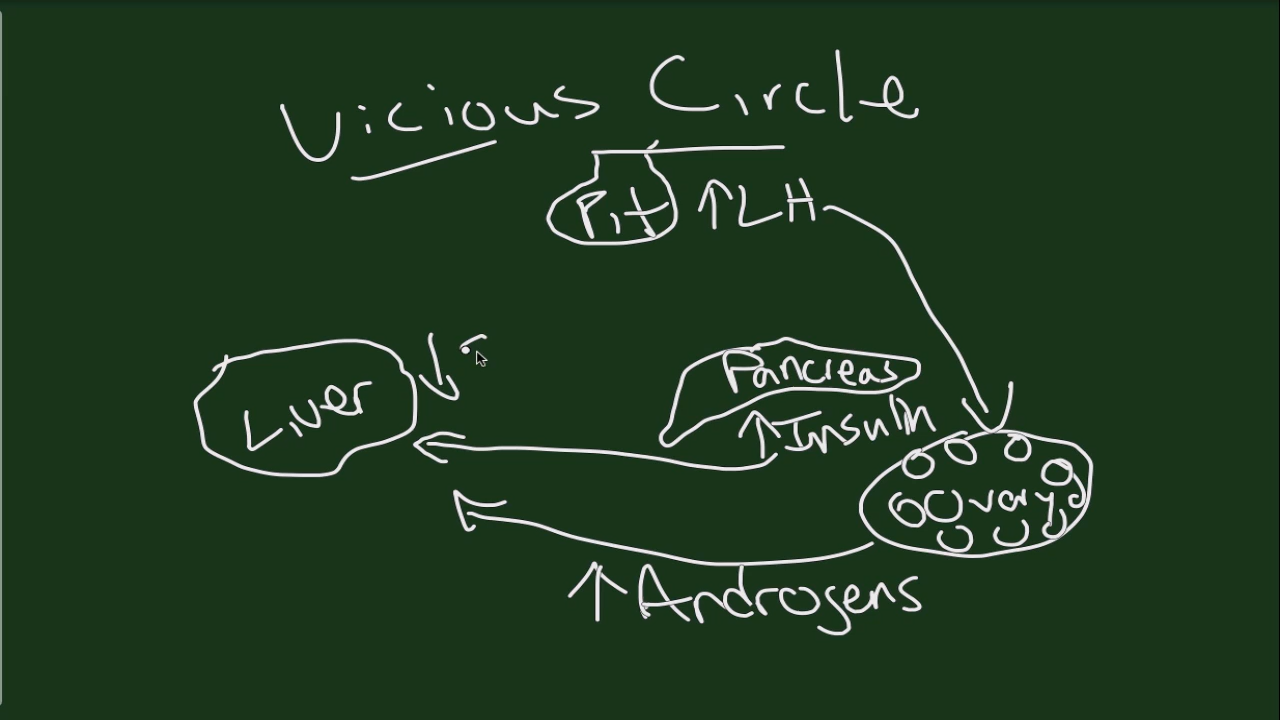 Vicious Circle
Pit ↑LH
Pancreas
Liver ↓
↑Insulin
Ovary
↑Androgens